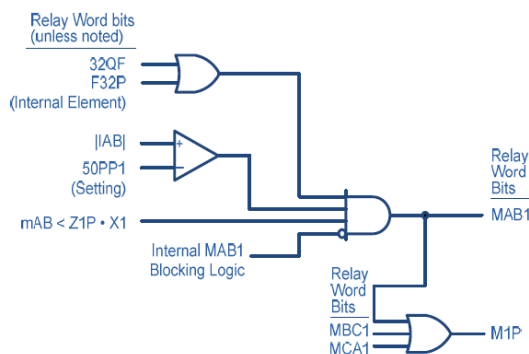 Relay Word bits
(unless noted)
32QF
F32P
(Internal Element)
|IAB|
+
50PP1
−
(Setting)
mAB < Z1P • X1
Internal MAB1
Blocking Logic
Relay
Word
Bits
MAB1
Relay
Word
Bits
MBC1
MCA1
M1P